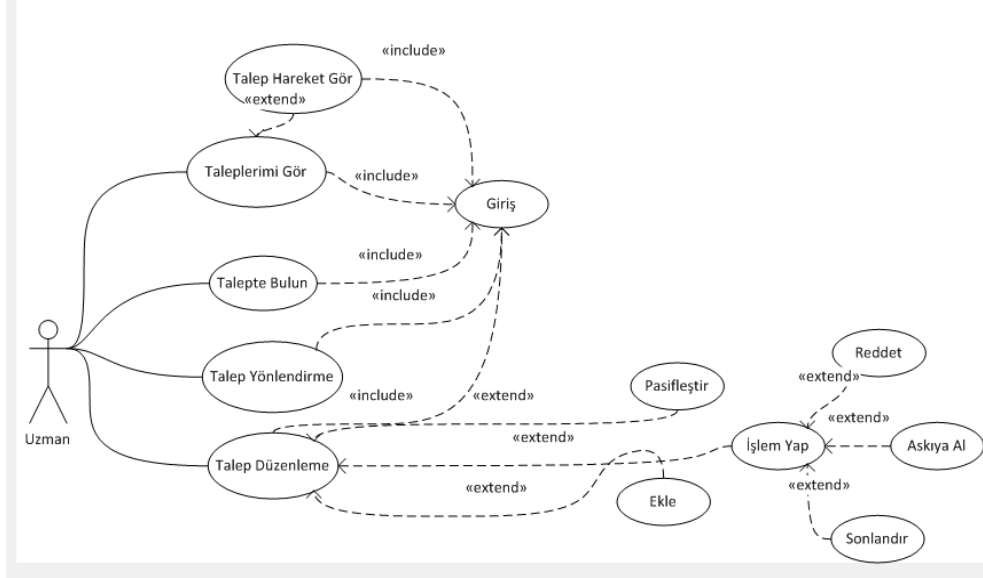 «include»
Talep Hareket Gör
«extend»
Taleplerimi Gör
«include»
Giriş
«include»
Talepte Bulun
«include»
Reddet
Talep Yönlendirme
«extend»
Pasifleştir
«include»
«extend»
«extend»
Uzman
«extend»
İşlem Yap
Askıya Al
Talep Düzenleme
«extend»
«extend»
Ekle
Sonlandır